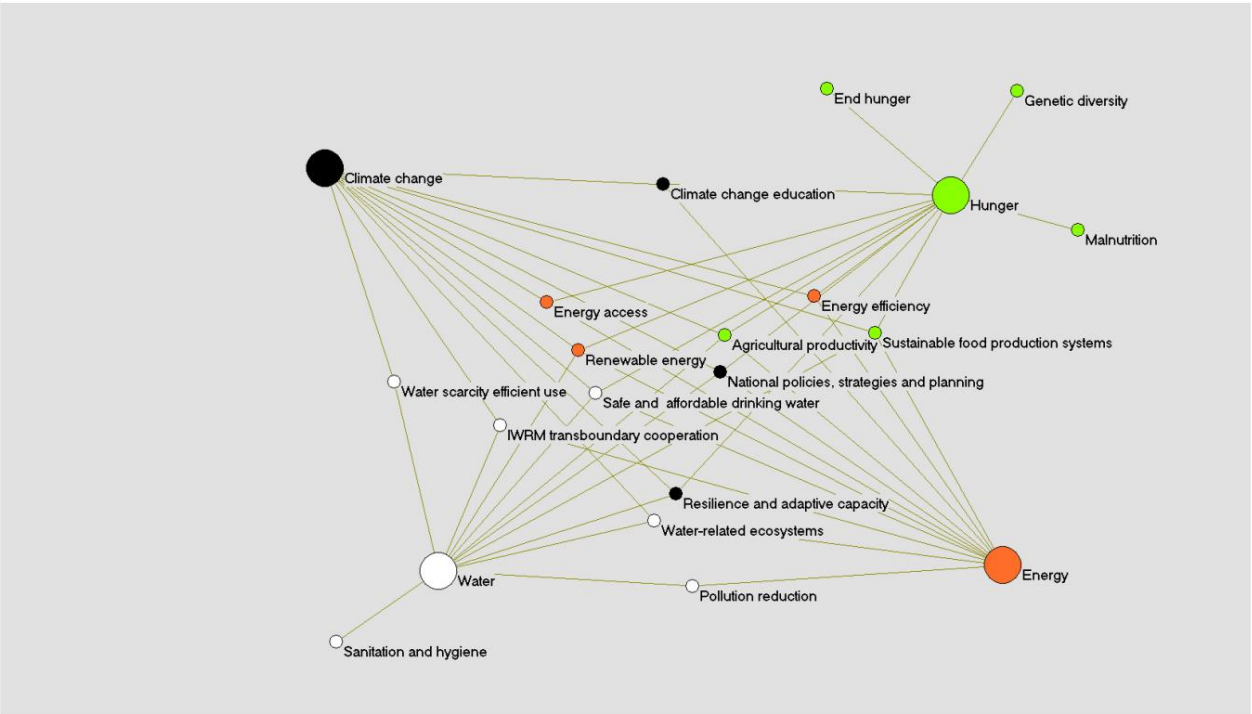 End hunger
Genetic diversity
Climate change
Climate change education
Hunger
Malnutrition
Energy access
Energy efficiency
Agricultural productivity
Sustainable food production systems
Renewable energy
National policies, strategies and planning
Water scarcity efficient use
Safe and affordable drinking water
IWRM transboundary cooperation
Resilience and adaptive capacity
Water-related ecosystems
Water
Energy
Pollution reduction
Sanitation and hygiene